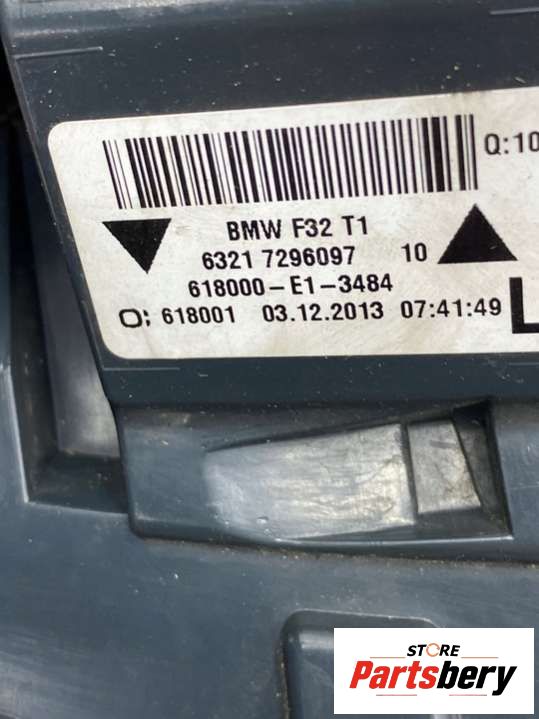 Q:10
BMW F32 T1
6321 7296097 10
618000-E1-3484
O: 618001 03.12.2013 07:41:49 L
STORE
Partsbery